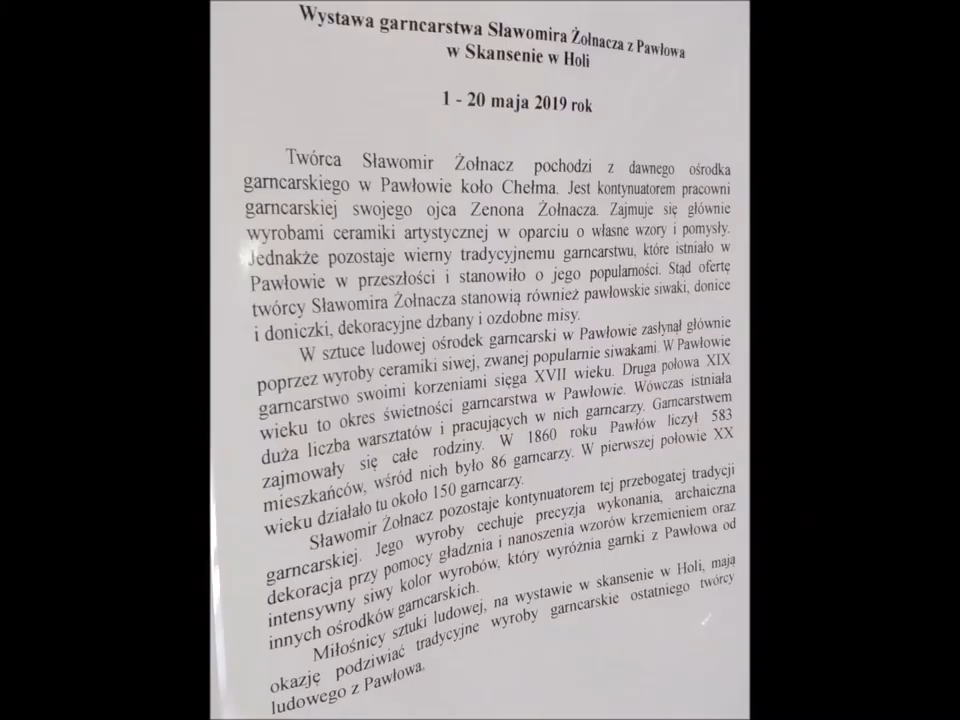 Wystawa garncarstwa Sławomira Żołnacza z Pawłowa
w Skansenie w Holi
1 - 20 maja 2019 rok
Twórca Sławomir Żołnacz pochodzi z dawnego ośrodka
garncarskiego w Pawłowie koło Chełma. Jest kontynuatorem pracowni
garncarskiej swojego ojca Zenona Żołnacza. Zajmuje się głównie
wyrobami ceramiki artystycznej w oparciu o własne wzory i pomysły.
Jednakże pozostaje wierny tradycyjnemu garncarstwu, które istniało w
Pawłowie w przeszłości i stanowiło o jego popularności. Stąd ofertę
twórcy Sławomira Żołnacza stanowią również pawłowskie siwaki, donice
i doniczki, dekoracyjne dzbany i ozdobne misy.
W sztuce ludowej ośrodek garncarski w Pawłowie zasłynął głównie
poprzez wyroby ceramiki siwej, zwanej popularnie siwakami. W Pawłowie
garncarstwo swoimi korzeniami sięga XVII wieku. Druga połowa XIX
wieku to okres świetności garncarstwa w Pawłowie. Wówczas istniała
duża liczba warsztatów i pracujących w nich garncarzy. Garncarstwem
zajmowały się całe rodziny. W 1860 roku Pawłów liczył 583
mieszkańców, wśród nich było 86 garncarzy. W pierwszej połowie XX
wieku działało tu około 150 garncarzy.
Sławomir Żołnacz pozostaje kontynuatorem tej przebogatej tradycji
garncarskiej. Jego wyroby cechuje precyzja wykonania, archaiczna
dekoracja przy pomocy gładznia i nanoszenia wzorów krzemieniem oraz
intensywny siwy kolor wyrobów, który wyróżnia garnki z Pawłowa od
innych ośrodków garncarskich.
Miłośnicy sztuki ludowej, na wystawie w skansenie w Holi, mają
okazję podziwiać tradycyjne wyroby garncarskie ostatniego twórcy
ludowego z Pawłowa.